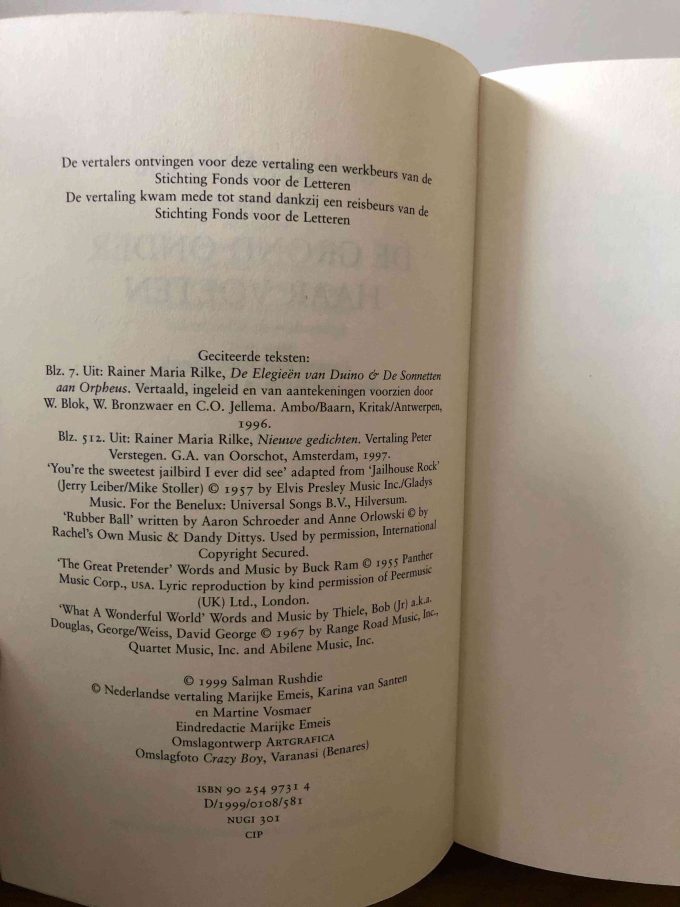 De vertalers ontvingen voor deze vertaling een werkbeurs van de
Stichting Fonds voor de Letteren
De vertaling kwam mede tot stand dankzij een reisbeurs van de
Stichting Fonds voor de Letteren
DE GROND ONDER
HAAR VOETEN
Geciteerde teksten:
Blz. 7. Uit: Rainer Maria Rilke, De Elegieën van Duino & De Sonnetten
aan Orpheus. Vertaald, ingeleid en van aantekeningen voorzien door
W. Blok, W. Bronzwaer en C.O. Jellema. Ambo/Baarn, Kritak/Antwerpen,
1996.
Blz. 512. Uit: Rainer Maria Rilke, Nieuwe gedichten. Vertaling Peter
Verstegen. G.A. van Oorschot, Amsterdam, 1997.
'You're the sweetest jailbird I ever did see' adapted from 'Jailhouse Rock'
(Jerry Leiber/Mike Stoller) © 1957 by Elvis Presley Music Inc./Gladys
Music. For the Benelux: Universal Songs B.V., Hilversum.
'Rubber Ball' written by Aaron Schroeder and Anne Orlowski © by
Rachel's Own Music & Dandy Dittys. Used by permission, International
Copyright Secured.
'The Great Pretender' Words and Music by Buck Ram © 1955 Panther
Music Corp., USA. Lyric reproduction by kind permission of Peermusic
(UK) Ltd., London.
'What A Wonderful World' Words and Music by Thiele, Bob (Jr) a.k.a.
Douglas, George/Weiss, David George © 1967 by Range Road Music, Inc.,
Quartet Music, Inc. and Abilene Music, Inc.
© 1999 Salman Rushdie
© Nederlandse vertaling Marijke Emeis, Karina van Santen
en Martine Vosmaer
Eindredactie Marijke Emeis
Omslagontwerp ARTGRAFICA
Omslagfoto Crazy Boy, Varanasi (Benares)
ISBN 90 254 9731 4
D/1999/0108/581
NUGI 301
CIP